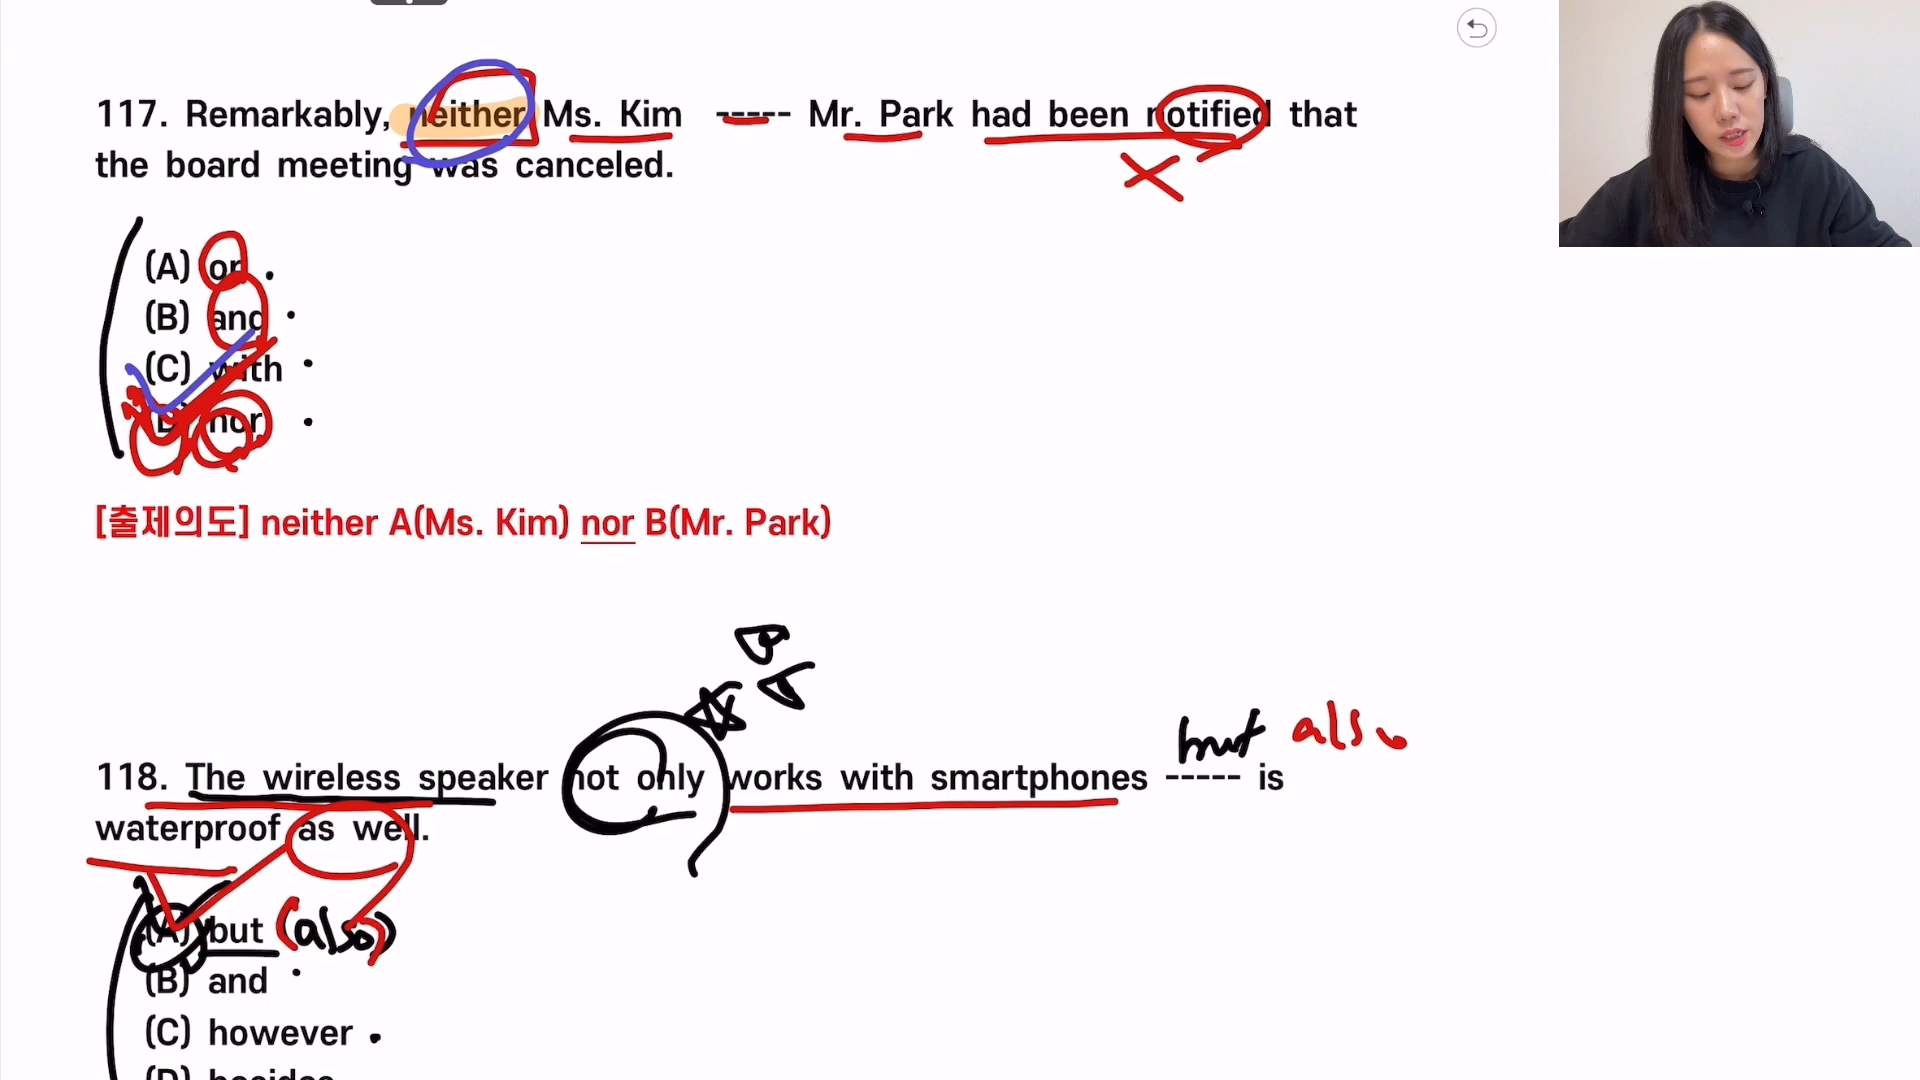 117. Remarkably, neither Ms. Kim ----- Mr. Park had been notified that
the board meeting was canceled.
(A) or
(B) and
(C) with
(D) nor
[출제의도] neither A(Ms. Kim) nor B(Mr. Park)
but also
118. The wireless speaker not only works with smartphones ----- is
waterproof as well.
(A) but (also)
(B) and
(C) however
(D) besides